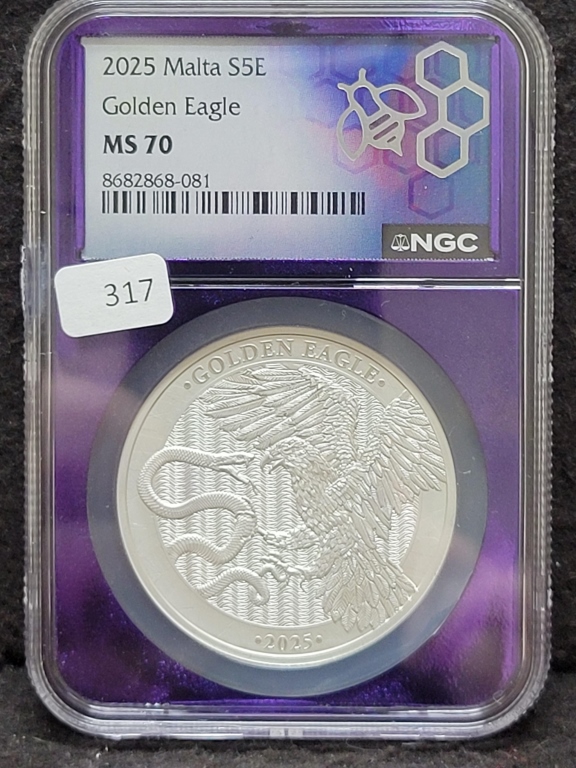 2025 Malta S5E
Golden Eagle
MS 70
8682868-081
NGC
317
·GOLDEN EAGLE·
·2025·